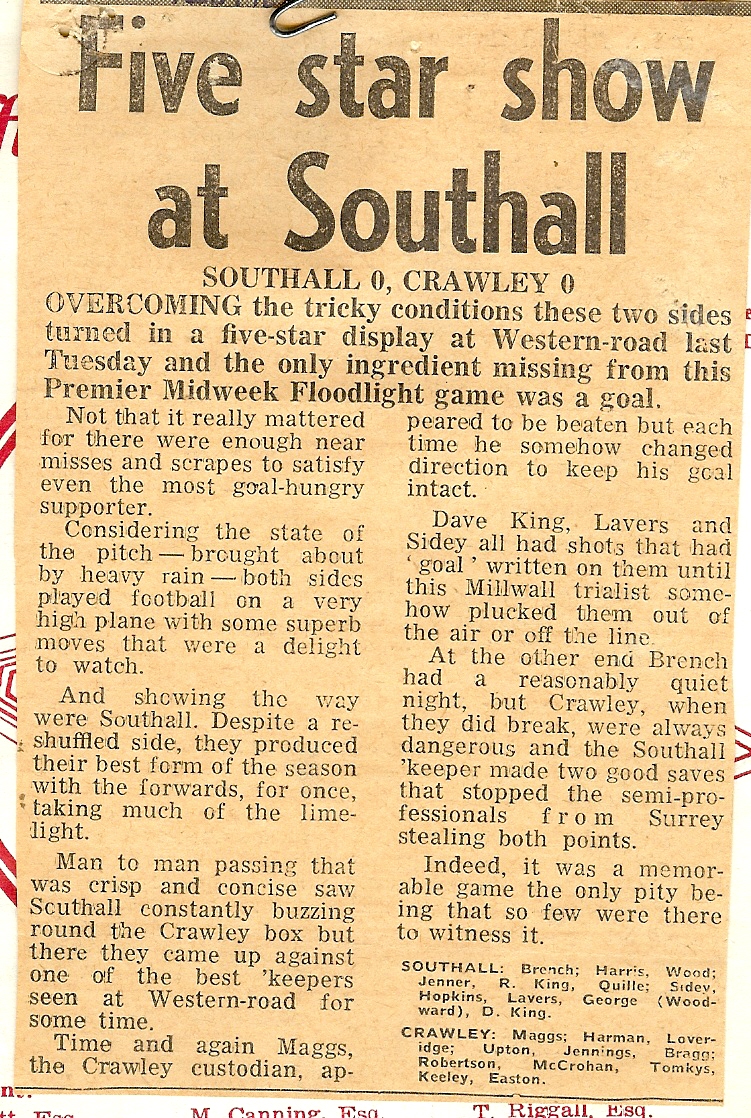 Five star show
at Southall
SOUTHALL 0, CRAWLEY 0
OVERCOMING the tricky conditions these two sides
turned in a five-star display at Western-road last
Tuesday and the only ingredient missing from this
Premier Midweek Floodlight game was a goal.
Not that it really mattered
for there were enough near
misses and scrapes to satisfy
even the most goal-hungry
supporter.
Considering the state of
the pitch — brought about
by heavy rain — both sides
played football on a very
high plane with some superb
moves that were a delight
to watch.
And showing the way
were Southall. Despite a re-
shuffled side, they produced
their best form of the season
with the forwards, for once,
taking much of the lime-
light.
Man to man passing that
was crisp and concise saw
Southall constantly buzzing
round the Crawley box but
there they came up against
one of the best 'keepers
seen at Western-road for
some time.
Time and again Maggs,
the Crawley custodian, ap-
peared to be beaten but each
time he somehow changed
direction to keep his goal
intact.
Dave King, Lavers and
Sidey all had shots that had
' goal ' written on them until
this Millwall trialist some-
how plucked them out of
the air or off the line.
At the other end Brench
had a reasonably quiet
night, but Crawley, when
they did break, were always
dangerous and the Southall
'keeper made two good saves
that stopped the semi-pro-
fessionals from Surrey
stealing both points.
Indeed, it was a memor-
able game the only pity be-
ing that so few were there
to witness it.
SOUTHALL: Brench; Harris, Wood;
Jenner, R. King, Quille; Sidey,
Hopkins, Lavers, George (Wood-
ward), D. King.
CRAWLEY: Maggs; Harman, Lover-
idge; Upton, Jennings, Bragg;
Robertson, McCrohan, Tomkys,
Keeley, Easton.
M. Canning, Esq.
T. Riggall, Esq.